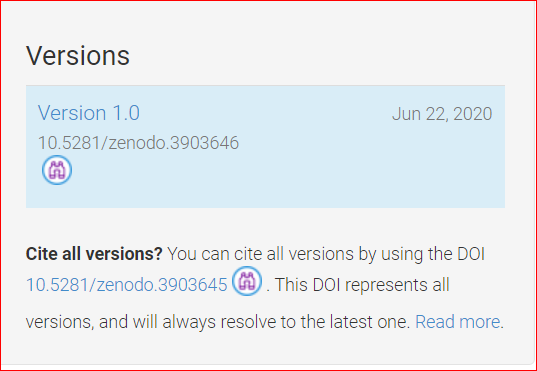 Versions
Version 1.0 Jun 22, 2020
10.5281/zenodo.3903646
Cite all versions? You can cite all versions by using the DOI
10.5281/zenodo.3903645 . This DOI represents all
versions, and will always resolve to the latest one. Read more.